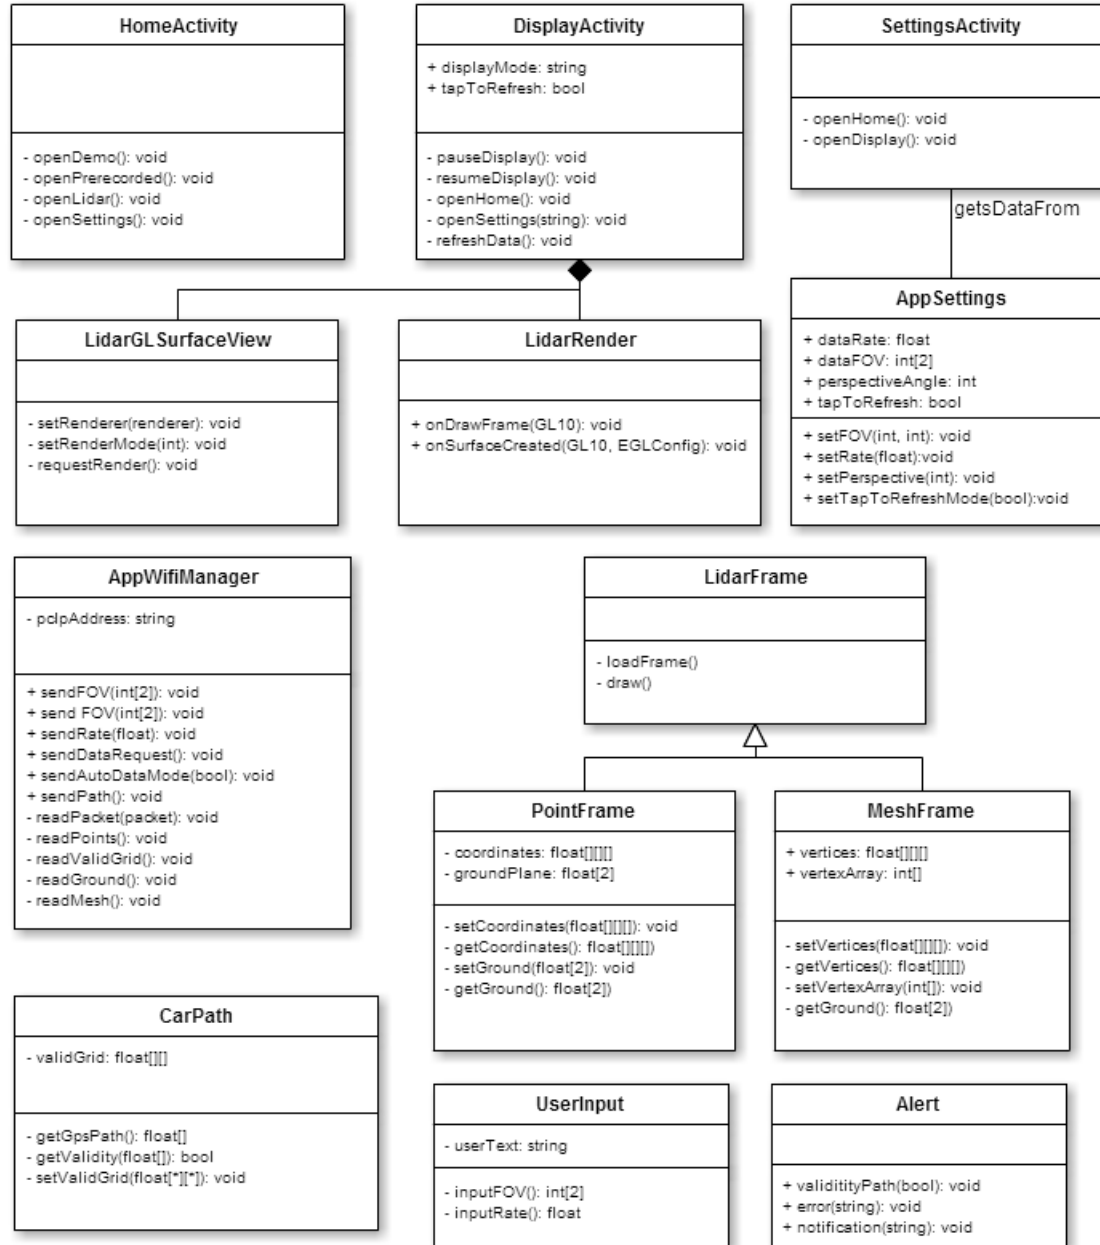 HomeActivity
- openDemo(): void
- openPrerecorded(): void
- openLidar(): void
- openSettings(): void
DisplayActivity
+ displayMode: string
+ tapToRefresh: bool
- pauseDisplay(): void
- resumeDisplay(): void
- openHome(): void
- openSettings(string): void
- refreshData(): void
SettingsActivity
- openHome(): void
- openDisplay(): void
getsDataFrom
LidarGLSurfaceView
- setRenderer(renderer): void
- setRenderMode(int): void
- requestRender(): void
LidarRender
+ onDrawFrame(GL10): void
+ onSurfaceCreated(GL10, EGLConfig): void
AppSettings
+ dataRate: float
+ dataFOV: int[2]
+ perspectiveAngle: int
+ tapToRefresh: bool
+ setFOV(int, int): void
+ setRate(float):void
+ setPerspective(int): void
+ setTapToRefreshMode(bool):void
AppWifiManager
- pcIpAddress: string
+ sendFOV(int[2]): void
+ send FOV(int[2]): void
+ sendRate(float): void
+ sendDataRequest(): void
+ sendAutoDataMode(bool): void
+ sendPath(): void
- readPacket(packet): void
- readPoints(): void
- readValidGrid(): void
- readGround(): void
- readMesh(): void
LidarFrame
- loadFrame()
- draw()
PointFrame
- coordinates: float[][][]
- groundPlane: float[2]
- setCoordinates(float[][][]): void
- getCoordinates(): float[][][])
- setGround(float[2]): void
- getGround(): float[2])
MeshFrame
+ vertices: float[][][]
+ vertexArray: int[]
- setVertices(float[][][]): void
- getVertices(): float[][][])
- setVertexArray(int[]): void
- getGround(): float[2])
CarPath
- validGrid: float[][]
- getGpsPath(): float[]
- getValidity(float[]): bool
- setValidGrid(float[*][*]): void
UserInput
- userText: string
- inputFOV(): int[2]
- inputRate(): float
Alert
+ validitityPath(bool): void
+ error(string): void
+ notification(string): void